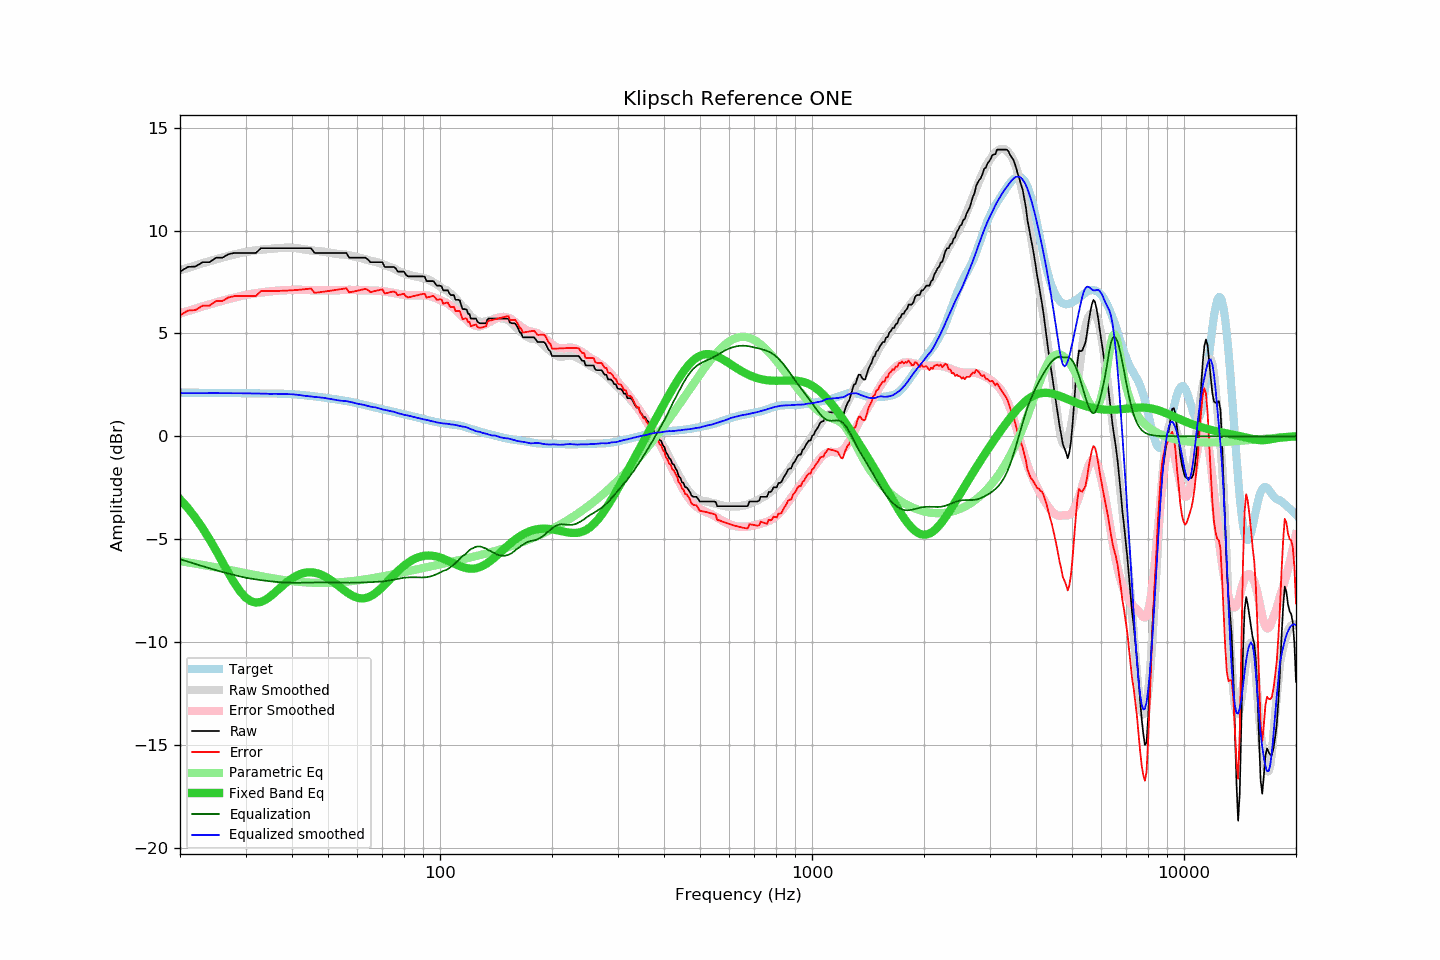 Klipsch Reference ONE
Amplitude (dBr)
15
10
5
0
−5
−10
−15
−20
Target
Raw Smoothed
Error Smoothed
Raw
Error
Parametric Eq
Fixed Band Eq
Equalization
Equalized smoothed
100
1000
10000
Frequency (Hz)